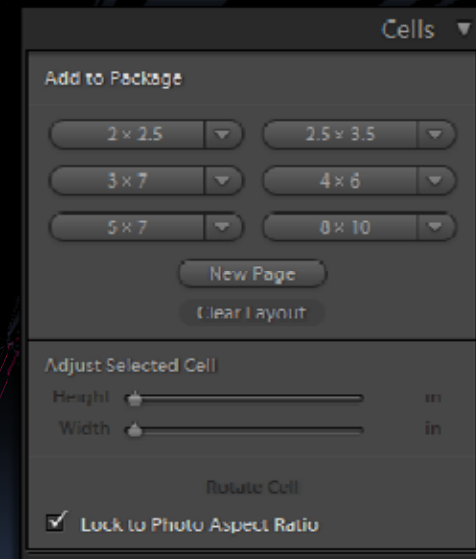 Cells
Add to Package
2 × 2.5 2.5 × 3.5
3 × 7 4 × 6
5 × 7 8 × 10
New Page
Clear Layout
Adjust Selected Cell
Height in
Width in
Rotate Cell
Lock to Photo Aspect Ratio